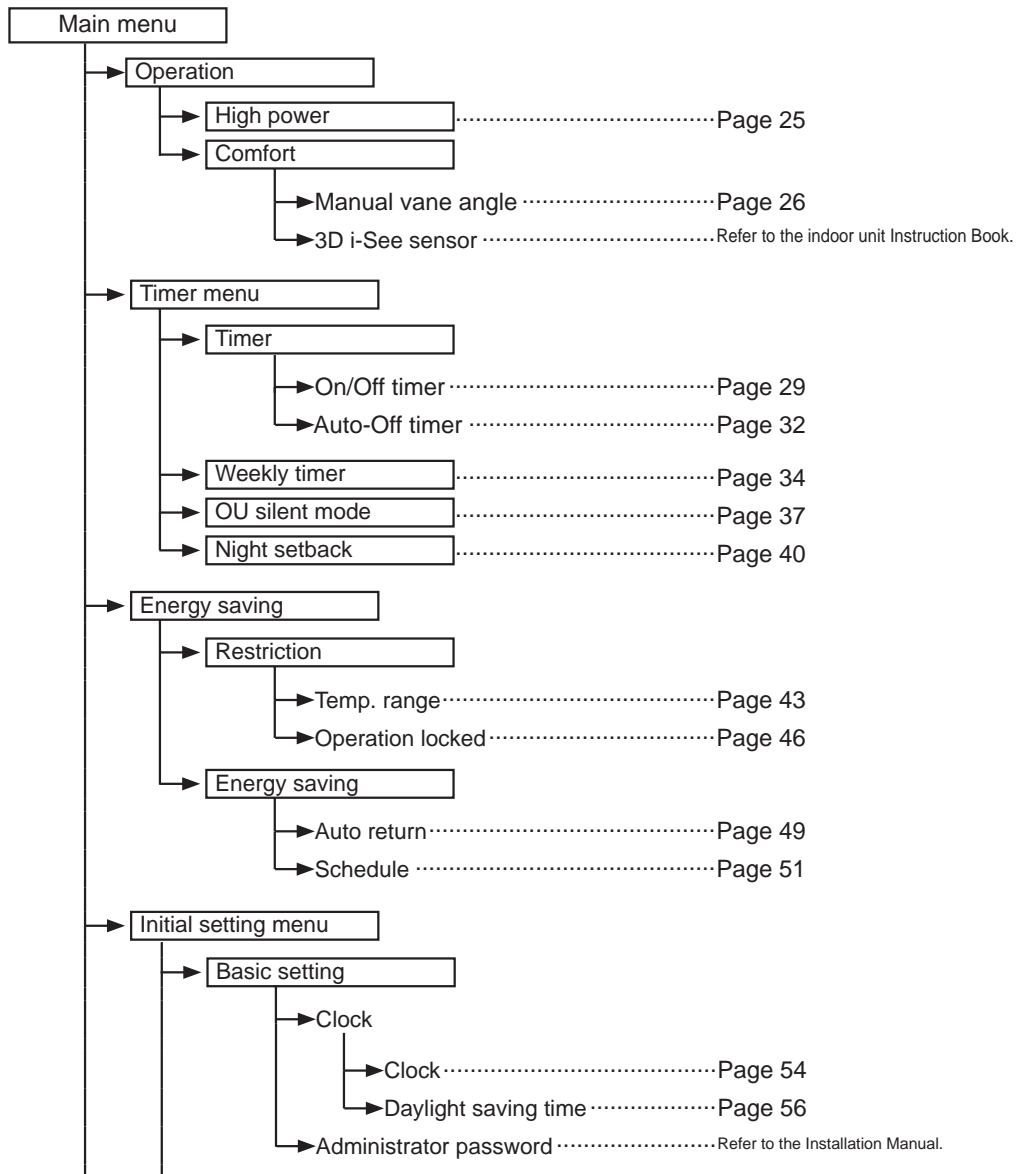 Main menu
Operation
High power ··· Page 25
Comfort
Manual vane angle ··· Page 26
3D i-See sensor ··· Refer to the indoor unit Instruction Book.
Timer menu
Timer
On/Off timer ··· Page 29
Auto-Off timer ··· Page 32
Weekly timer ··· Page 34
OU silent mode ··· Page 37
Night setback ··· Page 40
Energy saving
Restriction
Temp. range ··· Page 43
Operation locked ··· Page 46
Energy saving
Auto return ··· Page 49
Schedule ··· Page 51
Initial setting menu
Basic setting
Clock
Clock ··· Page 54
Daylight saving time ··· Page 56
Administrator password ··· Refer to the Installation Manual.